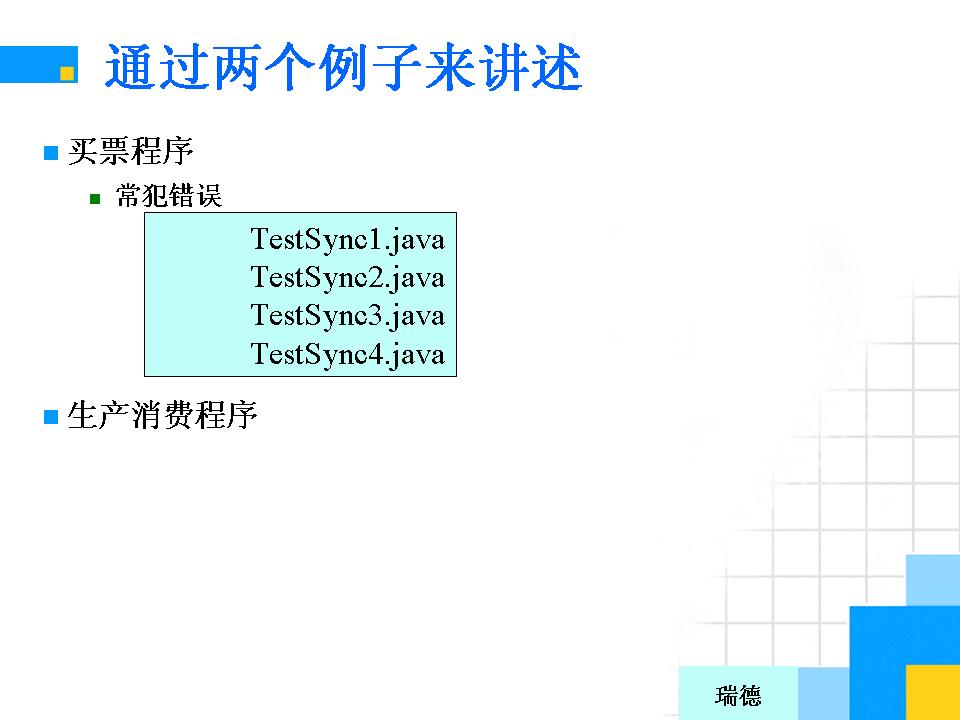 通过两个例子来讲述
买票程序
常犯错误
TestSync1.java
TestSync2.java
TestSync3.java
TestSync4.java
生产消费程序
瑞德